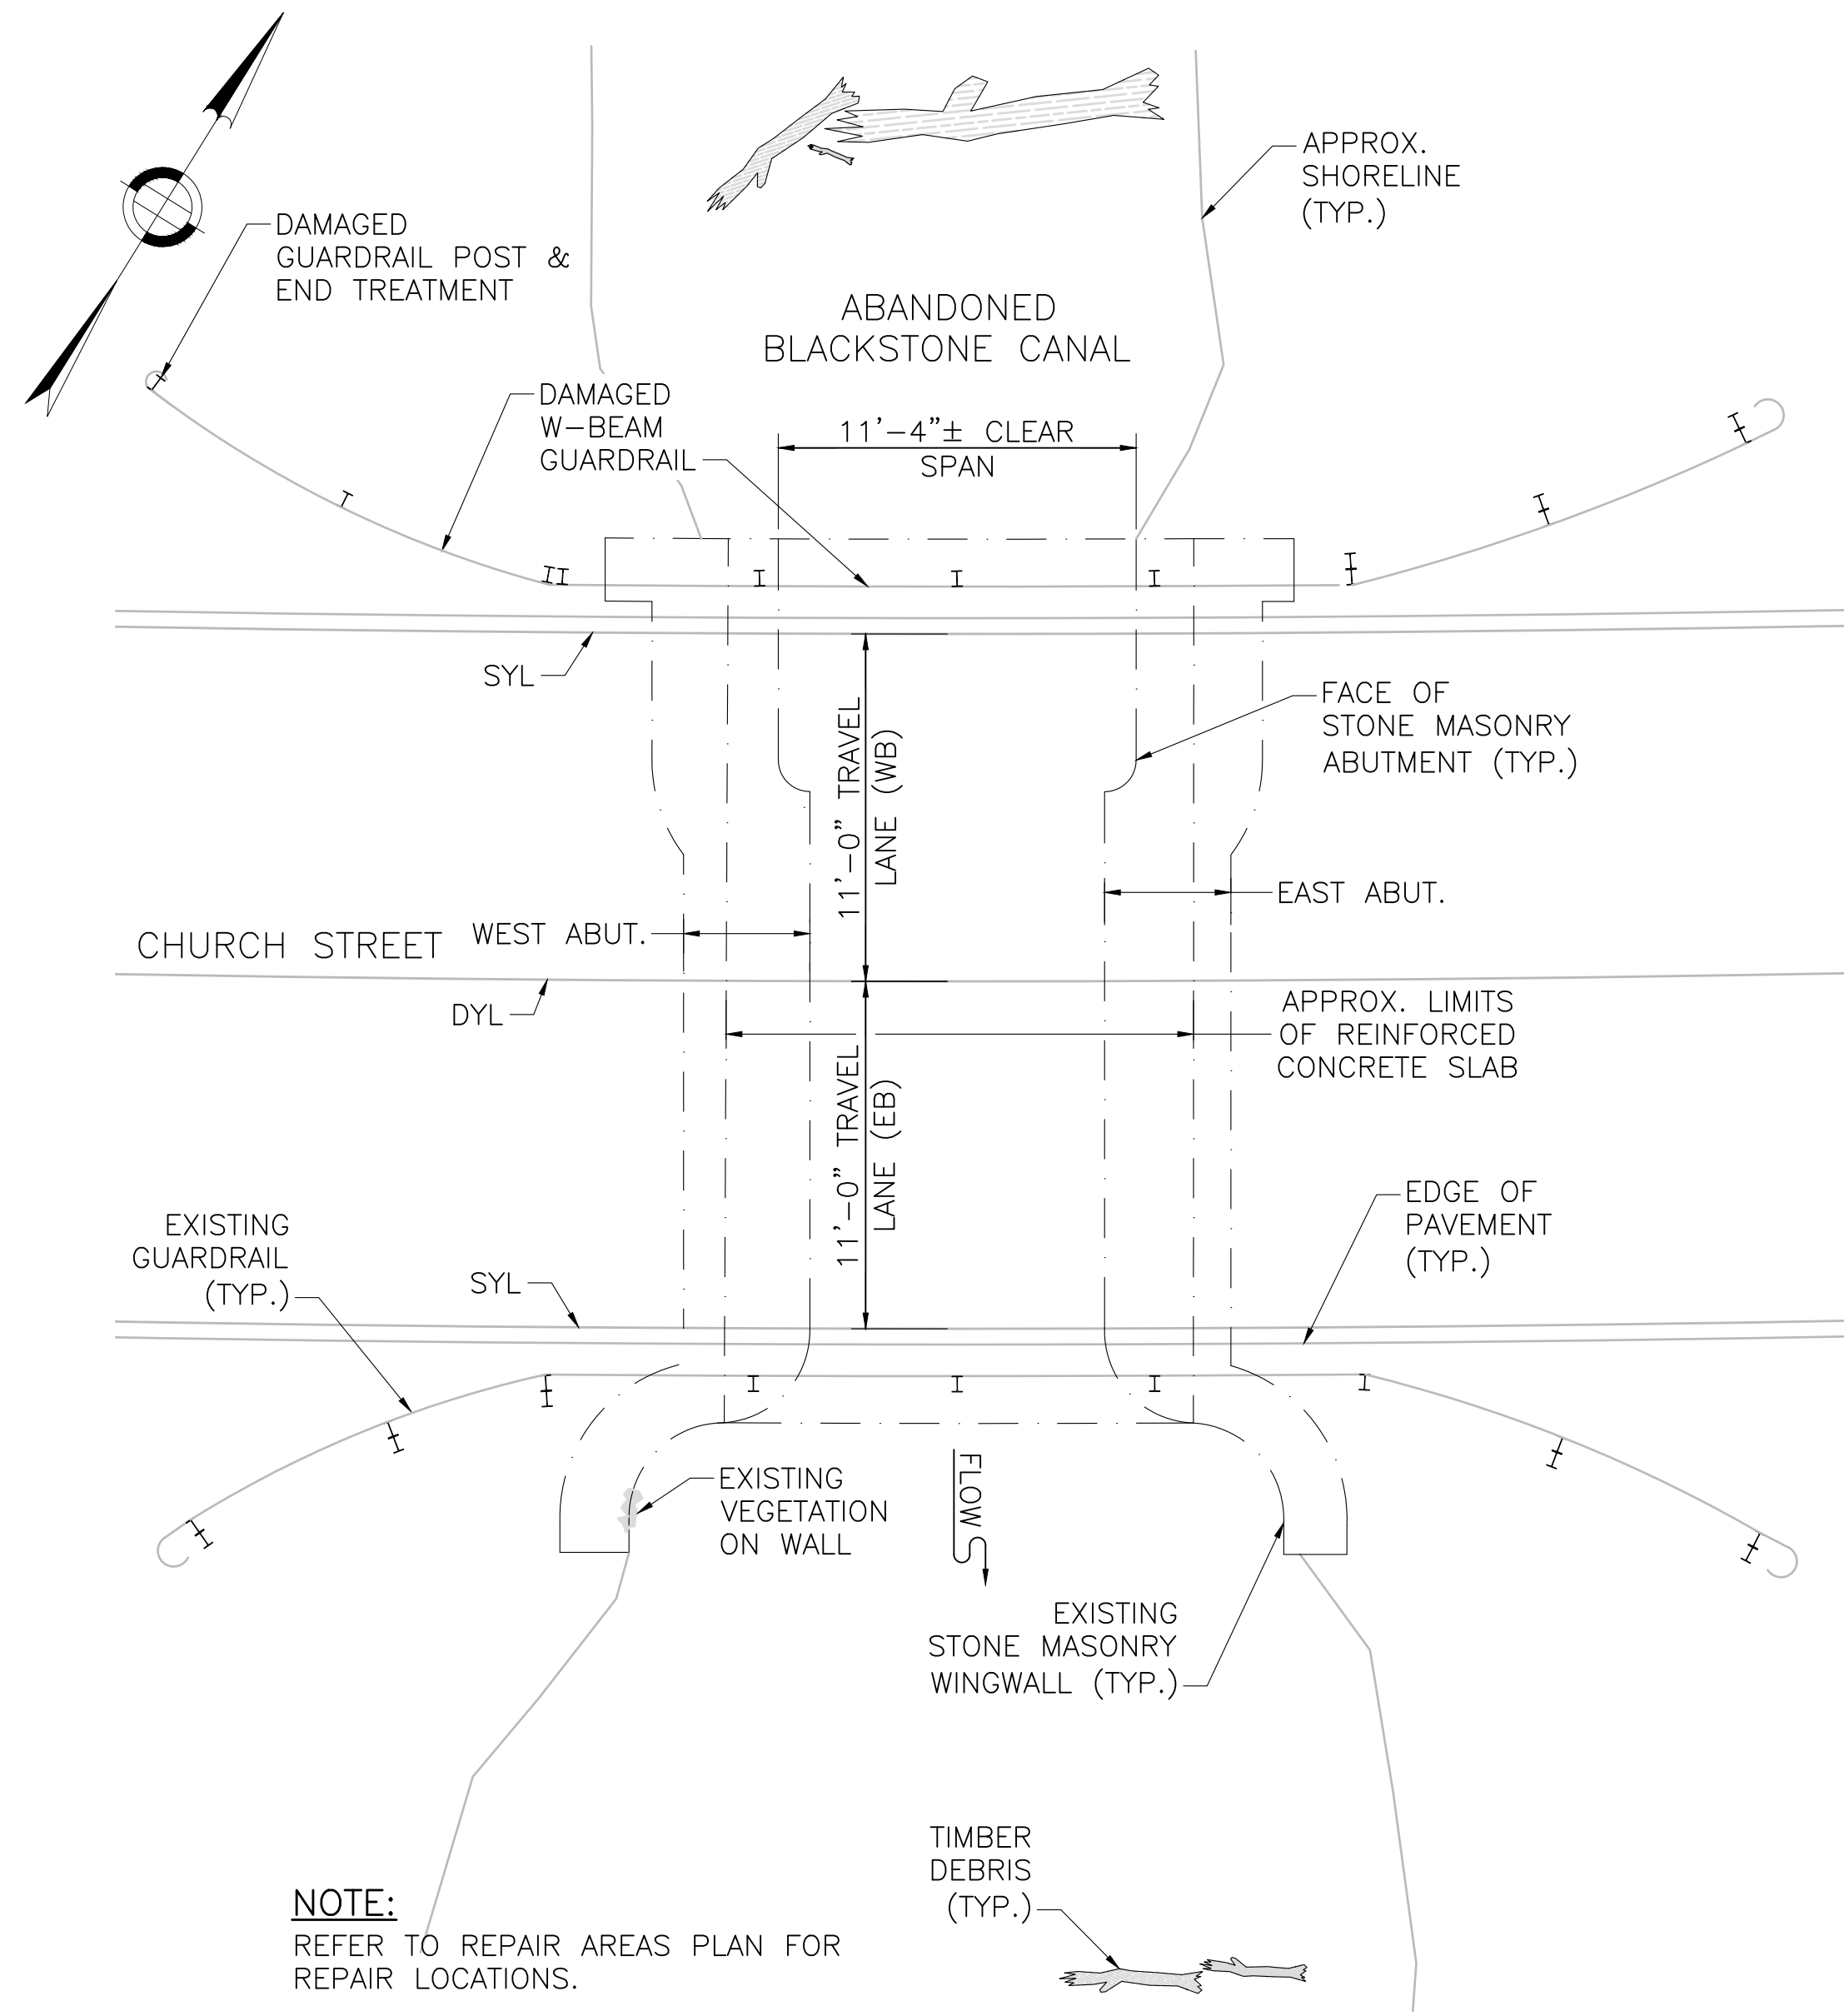 DAMAGED
GUARDRAIL POST &
END TREATMENT
APPROX.
SHORELINE
(TYP.)
ABANDONED
BLACKSTONE CANAL
DAMAGED
W-BEAM
GUARDRAIL
11'-4"± CLEAR
SPAN
SYL
FACE OF
STONE MASONRY
ABUTMENT (TYP.)
11'-0" TRAVEL
LANE (WB)
EAST ABUT.
CHURCH STREET
WEST ABUT.
DYL
APPROX. LIMITS
OF REINFORCED
CONCRETE SLAB
11'-0" TRAVEL
LANE (EB)
EXISTING
GUARDRAIL
(TYP.)
SYL
EDGE OF
PAVEMENT
(TYP.)
EXISTING
VEGETATION
ON WALL
FLOW
EXISTING
STONE MASONRY
WINGWALL (TYP.)
TIMBER
DEBRIS
(TYP.)
NOTE:
REFER TO REPAIR AREAS PLAN FOR
REPAIR LOCATIONS.